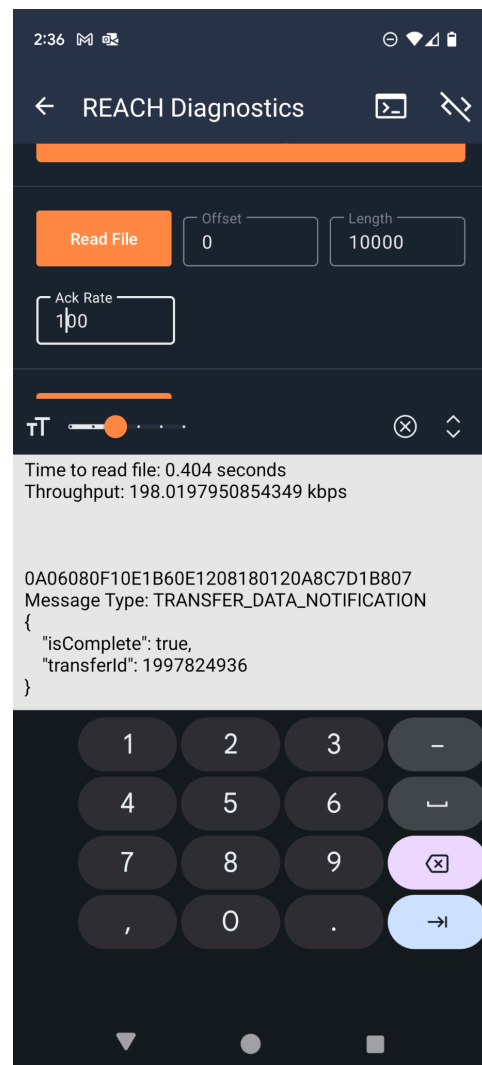 2:36
REACH Diagnostics
Read File
Offset
0
Length
10000
Ack Rate
100
TT
Time to read file: 0.404 seconds
Throughput: 198.0197950854349 kbps
0A06080F10E1B60E1208180120A8C7D1B807
Message Type: TRANSFER_DATA_NOTIFICATION
{
"isComplete": true,
"transferId": 1997824936
}
1 2 3 –
4 5 6
7 8 9
, 0 .